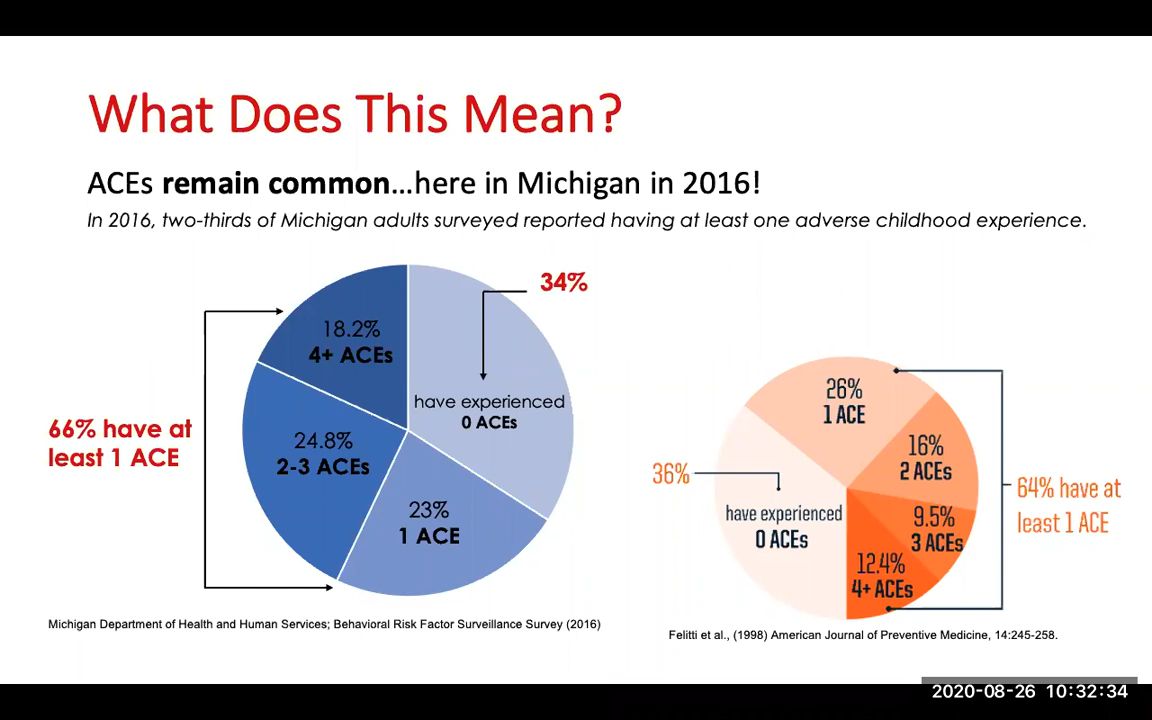 What Does This Mean?
ACEs remain common...here in Michigan in 2016!
In 2016, two-thirds of Michigan adults surveyed reported having at least one adverse childhood experience.
34%
18.2%
4+ ACEs
have experienced
0 ACEs
66% have at
least 1 ACE
24.8%
2-3 ACEs
23%
1 ACE
Michigan Department of Health and Human Services; Behavioral Risk Factor Surveillance Survey (2016)
26%
1 ACE
16%
2 ACEs
36%
have experienced
0 ACEs
9.5%
3 ACEs
12.4%
4+ ACEs
64% have at
least 1 ACE
Felitti et al., (1998) American Journal of Preventive Medicine, 14:245-258.
2020-08-26 10:32:34